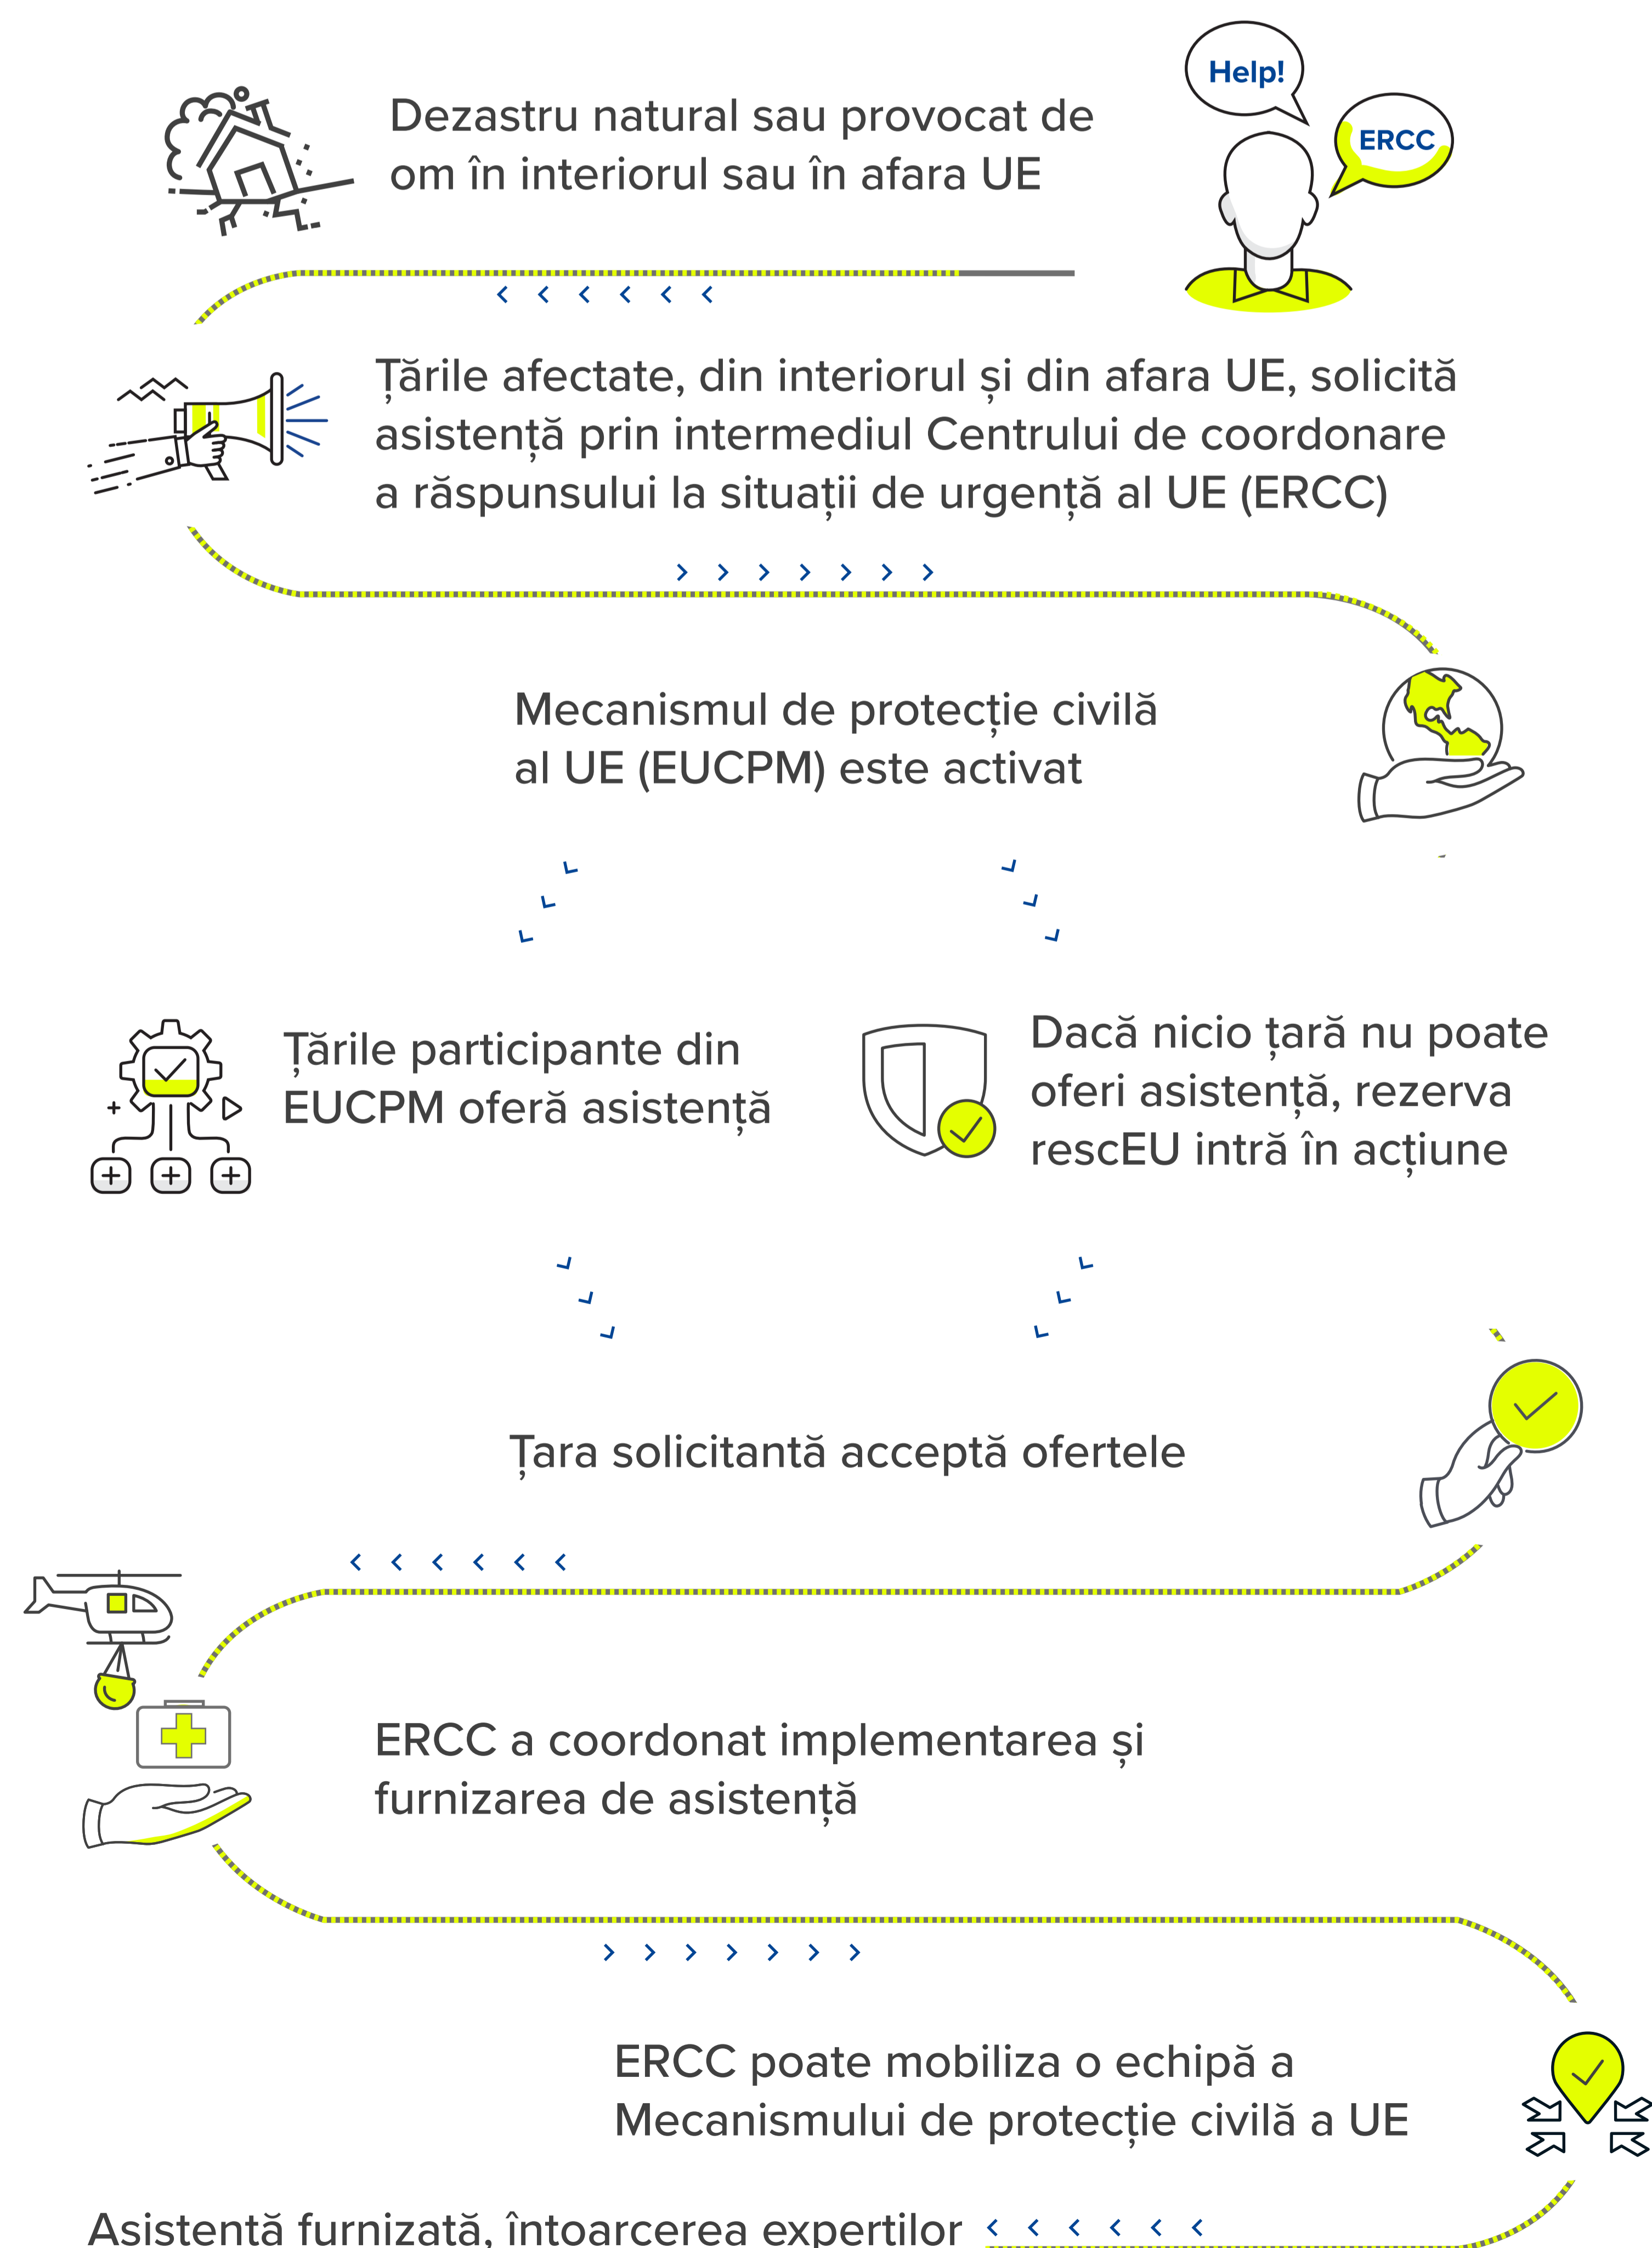 Help!
ERCC
Dezastru natural sau provocat de
om în interiorul sau în afara UE
Țările afectate, din interiorul și din afara UE, solicită
asistență prin intermediul Centrului de coordonare
a răspunsului la situații de urgență al UE (ERCC)
Mecanismul de protecție civilă
al UE (EUCPM) este activat
Țările participante din
EUCPM oferă asistență
Dacă nicio țară nu poate
oferi asistență, rezerva
rescEU intră în acțiune
Țara solicitantă acceptă ofertele
ERCC a coordonat implementarea și
furnizarea de asistență
ERCC poate mobiliza o echipă a
Mecanismului de protecție civilă a UE
Asistență furnizată, întoarcerea experților